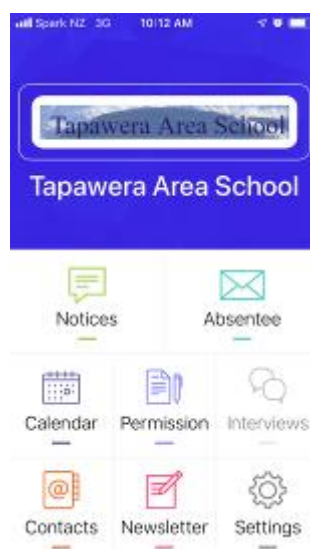 Spark NZ 3G 10:12 AM
Tapawera Area School
Tapawera Area School
Notices Absentee
Calendar Permission Interviews
@
Contacts Newsletter Settings